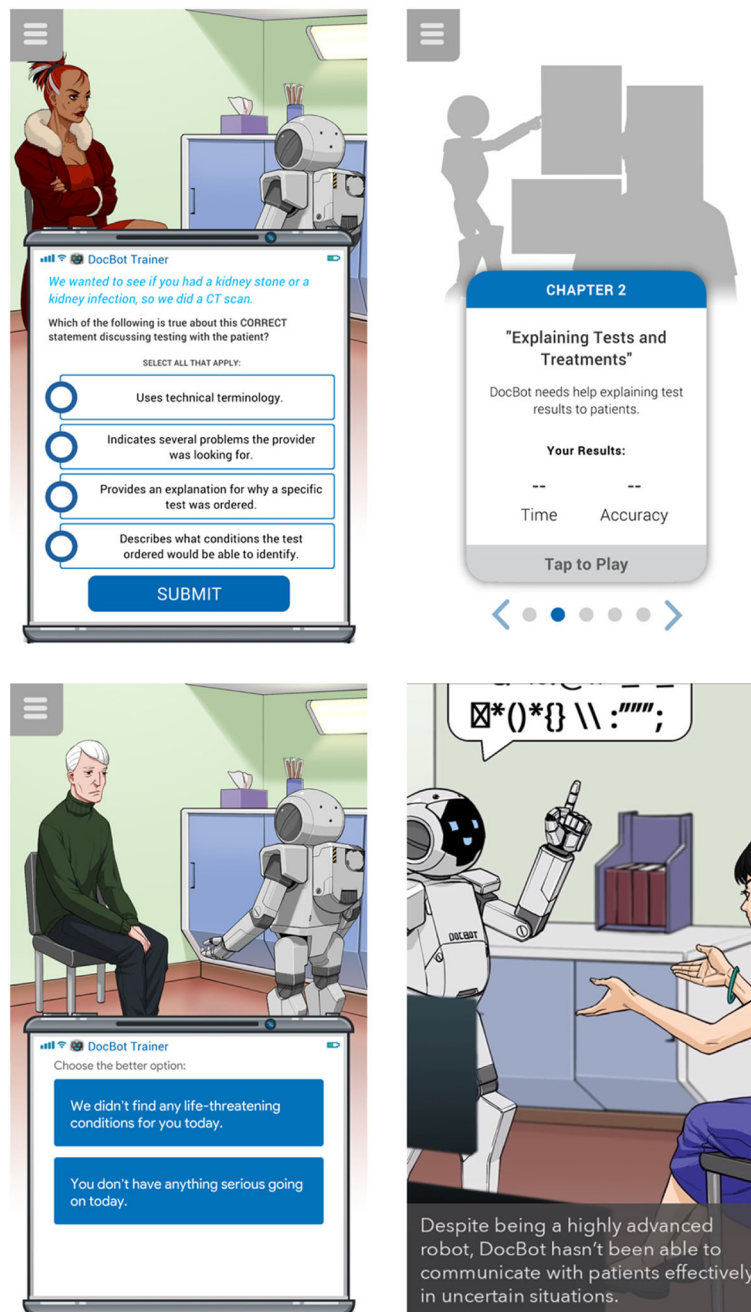 DocBot Trainer
We wanted to see if you had a kidney stone or a
kidney infection, so we did a CT scan.
Which of the following is true about this CORRECT
statement discussing testing with the patient?
SELECT ALL THAT APPLY:
Uses technical terminology.
Indicates several problems the provider
was looking for.
Provides an explanation for why a specific
test was ordered.
Describes what conditions the test
ordered would be able to identify.
SUBMIT
CHAPTER 2
"Explaining Tests and
Treatments"
DocBot needs help explaining test
results to patients.
Your Results:
-- --
Time Accuracy
Tap to Play
DocBot Trainer
Choose the better option:
We didn't find any life-threatening
conditions for you today.
You don't have anything serious going
on today.
*()*{} \\ :""";
DOCBOT
Despite being a highly advanced
robot, DocBot hasn't been able to
communicate with patients effectively
in uncertain situations.